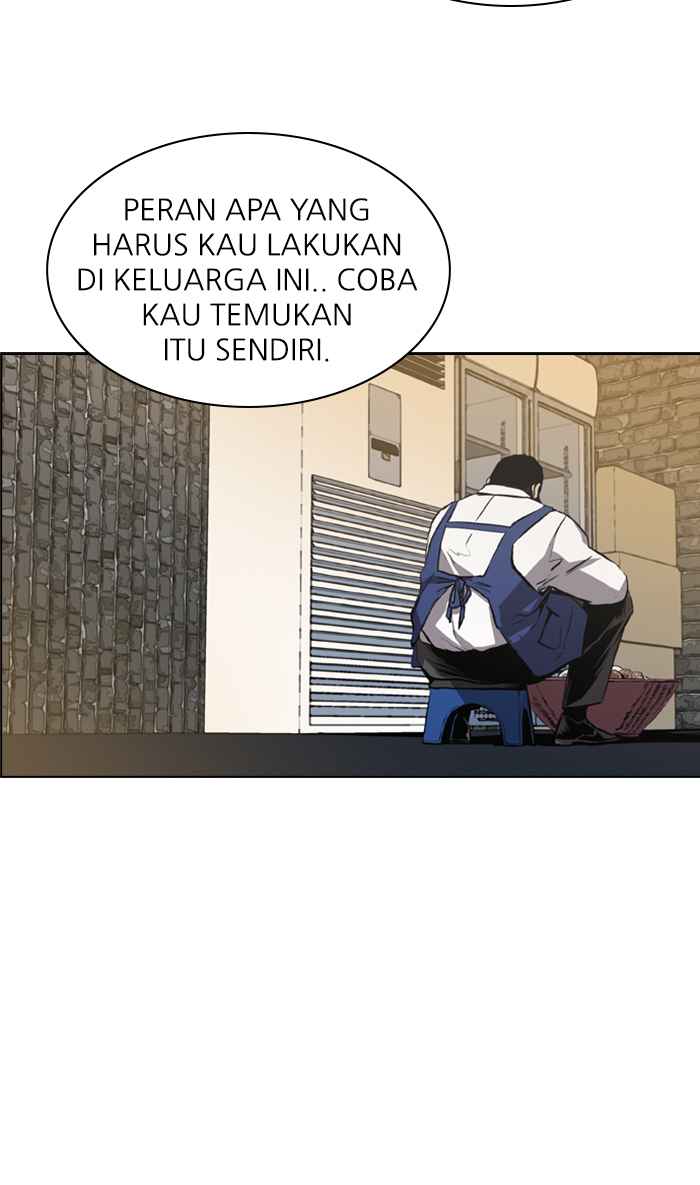 PERAN APA YANG
HARUS KAU LAKUKAN
DI KELUARGA INI.. COBA
KAU TEMUKAN
ITU SENDIRI.